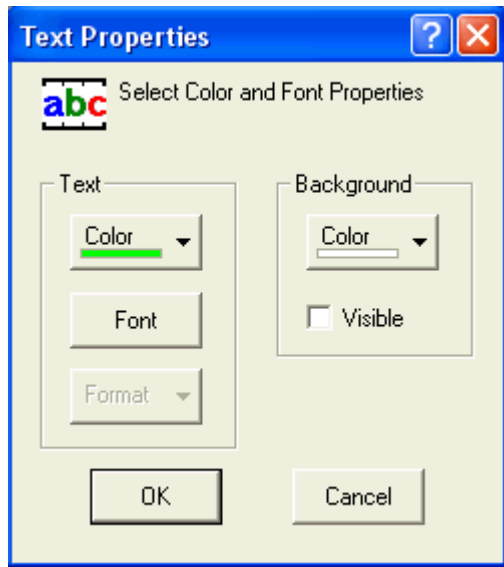 Text Properties
?
abc
Select Color and Font Properties
Text
Color
Font
Format
Background
Color
Visible
OK
Cancel